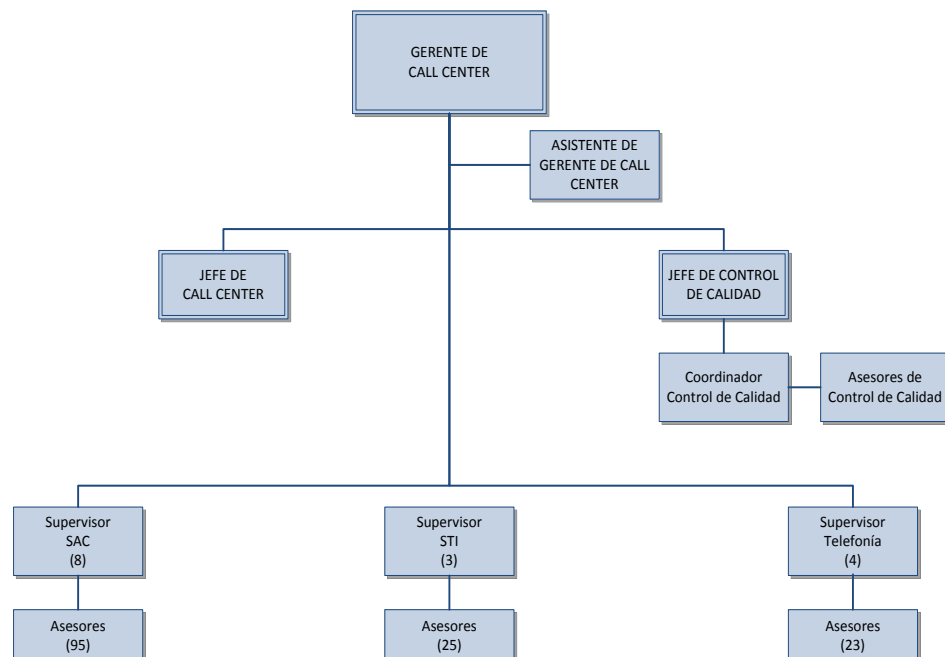 GERENTE DE
CALL CENTER
ASISTENTE DE
GERENTE DE CALL
CENTER
JEFE DE
CALL CENTER
JEFE DE CONTROL
DE CALIDAD
Coordinador
Control de Calidad
Asesores de
Control de Calidad
Supervisor
SAC
(8)
Supervisor
STI
(3)
Supervisor
Telefonía
(4)
Asesores
(95)
Asesores
(25)
Asesores
(23)